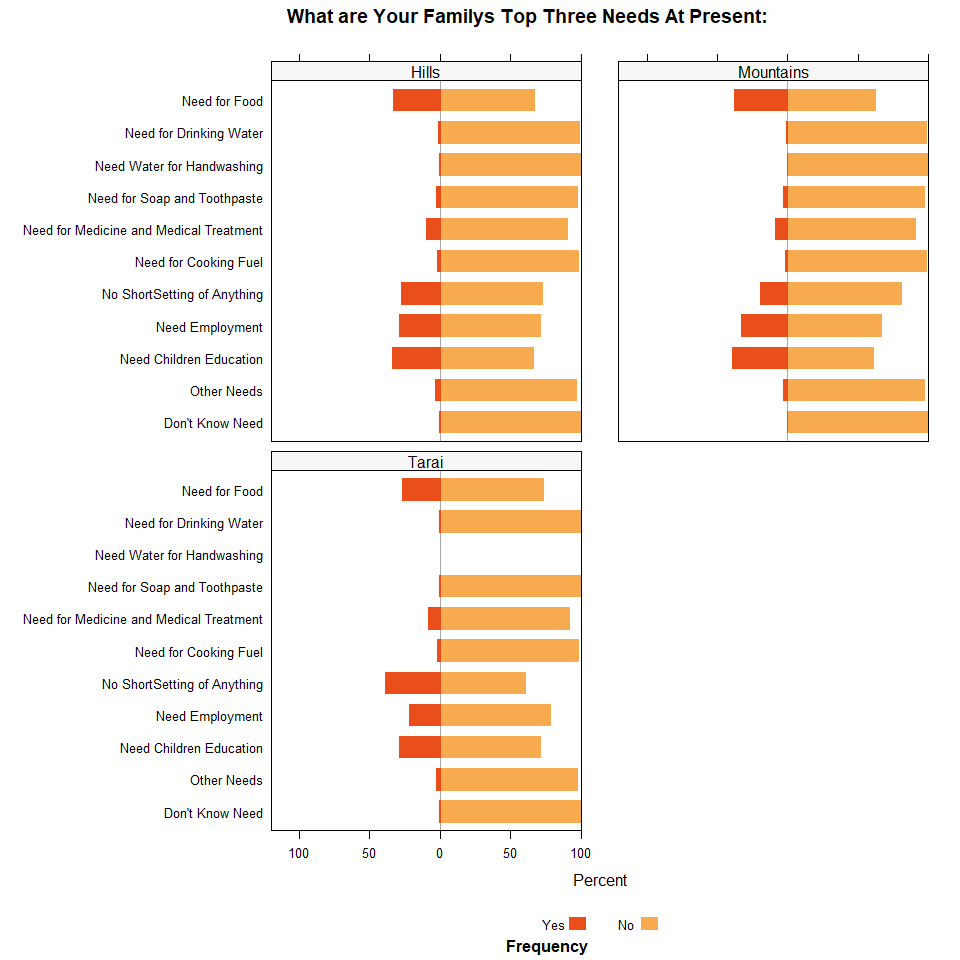 What are Your Familys Top Three Needs At Present:
Hills
Mountains
Need for Food
Need for Drinking Water
Need Water for Handwashing
Need for Soap and Toothpaste
Need for Medicine and Medical Treatment
Need for Cooking Fuel
No ShortSetting of Anything
Need Employment
Need Children Education
Other Needs
Don't Know Need
Tarai
Need for Food
Need for Drinking Water
Need Water for Handwashing
Need for Soap and Toothpaste
Need for Medicine and Medical Treatment
Need for Cooking Fuel
No ShortSetting of Anything
Need Employment
Need Children Education
Other Needs
Don't Know Need
100 50 0 50 100
Percent
Yes No
Frequency